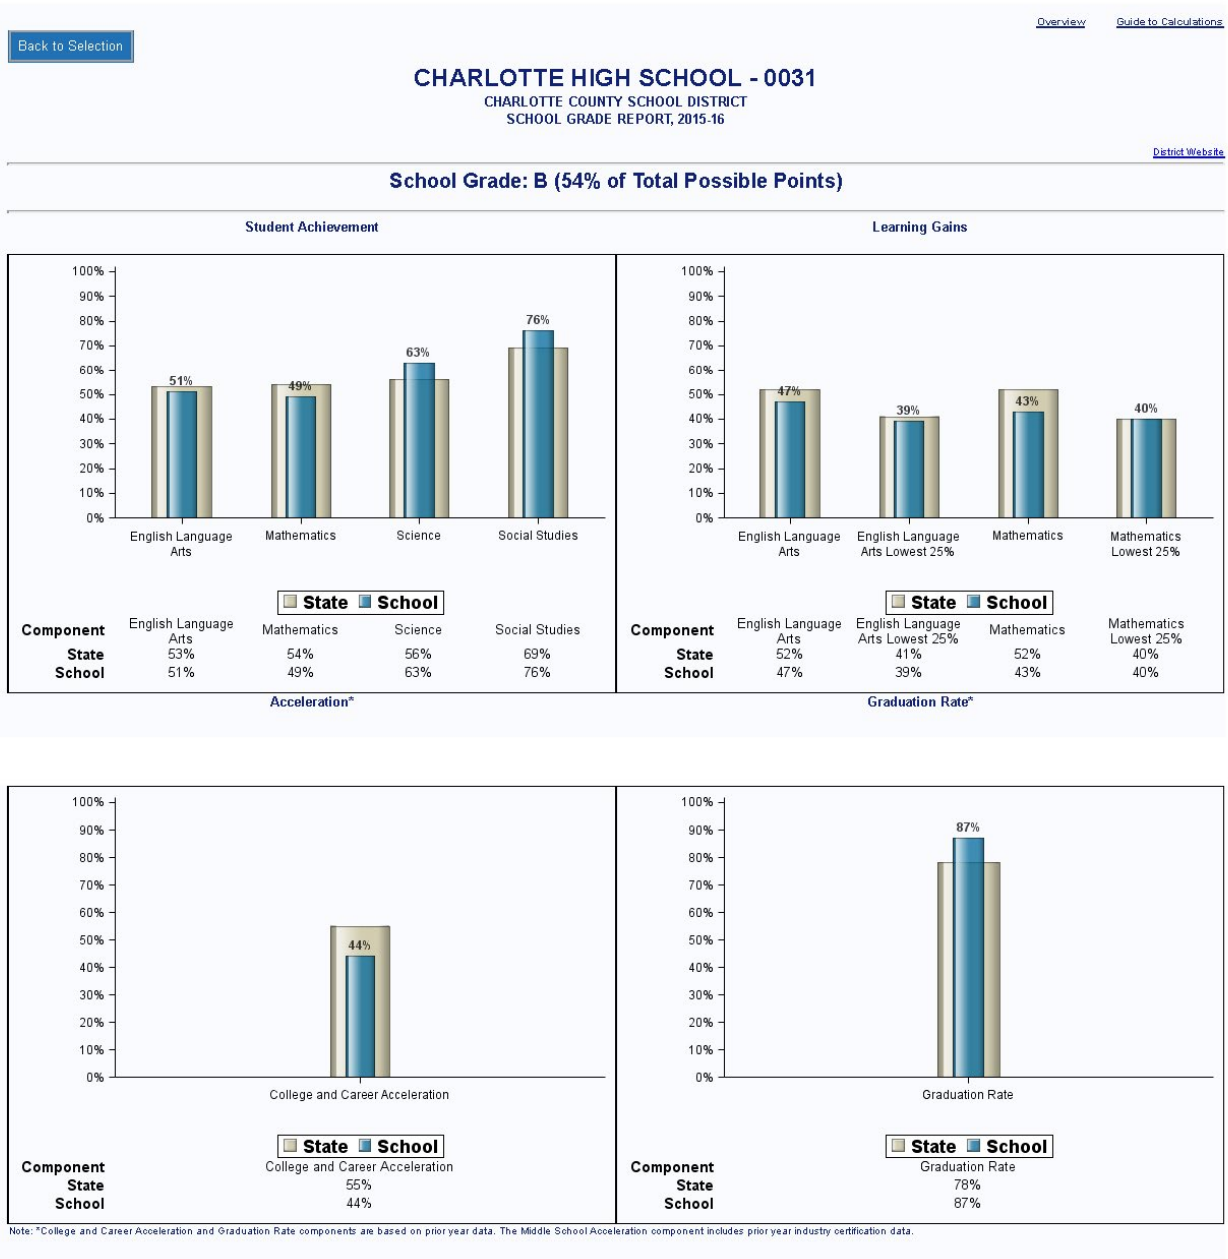 Overview Guide to Calculations
Back to Selection
CHARLOTTE HIGH SCHOOL - 0031
CHARLOTTE COUNTY SCHOOL DISTRICT
SCHOOL GRADE REPORT, 2015-16
District Website
School Grade: B (54% of Total Possible Points)
Student Achievement
100%
90%
80%
70%
60%
50%
40%
30%
20%
10%
0%
51% 49% 63% 76%
English Language Arts Mathematics Science Social Studies
State School
Component English Language Arts Mathematics Science Social Studies
State 53% 54% 56% 69%
School 51% 49% 63% 76%
Learning Gains
100%
90%
80%
70%
60%
50%
40%
30%
20%
10%
0%
47% 39% 43% 40%
English Language Arts English Language Arts Lowest 25% Mathematics Mathematics Lowest 25%
State School
Component English Language Arts English Language Arts Lowest 25% Mathematics Mathematics Lowest 25%
State 52% 41% 52% 40%
School 47% 39% 43% 40%
Acceleration*
100%
90%
80%
70%
60%
50%
40%
30%
20%
10%
0%
44%
College and Career Acceleration
State School
Component College and Career Acceleration
State 55%
School 44%
Graduation Rate*
100%
90%
80%
70%
60%
50%
40%
30%
20%
10%
0%
87%
Graduation Rate
State School
Component Graduation Rate
State 78%
School 87%
Note: *College and Career Acceleration and Graduation Rate components are based on prior year data. The Middle School Acceleration component includes prior year industry certification data.